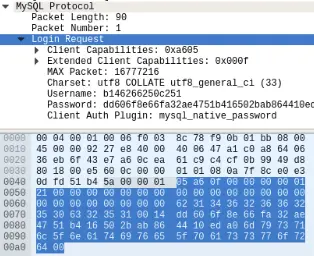 MySQL Protocol
Packet Length: 90
Packet Number: 1
Login Request
Client Capabilities: 0xa605
Extended Client Capabilities: 0x000f
MAX Packet: 16777216
Charset: utf8 COLLATE utf8_general_ci (33)
Username: b146266250c251
Password: dd606f8e66fa32ae4751b416502bab864410ed
Client Auth Plugin: mysql_native_password
0000 00 04 00 01 00 06 f0 03 8c 78 f9 0b 01 bb 08 00
0010 45 00 00 92 27 e8 40 00 40 06 47 a1 c0 a8 64 06
0020 36 eb 6f 43 e7 a6 0c ea 61 c9 c4 cf 0b 99 49 d8
0030 80 18 00 e5 60 0c 00 00 01 01 08 0a 7f 8c e0 e3
0040 0d fd 51 b4 5a 00 00 01 05 a6 0f 00 00 00 00 01
0050 21 00 00 00 00 00 00 00 00 00 00 00 00 00 00 00
0060 00 00 00 00 00 00 00 00 62 31 34 36 32 36 36 32
0070 35 30 63 32 35 31 00 14 dd 60 6f 8e 66 fa 32 ae
0080 47 51 b4 16 50 2b ab 86 44 10 ed a0 6d 79 73 71
0090 6c 5f 6e 61 74 69 76 65 5f 70 61 73 73 77 6f 72
00a0 64 00